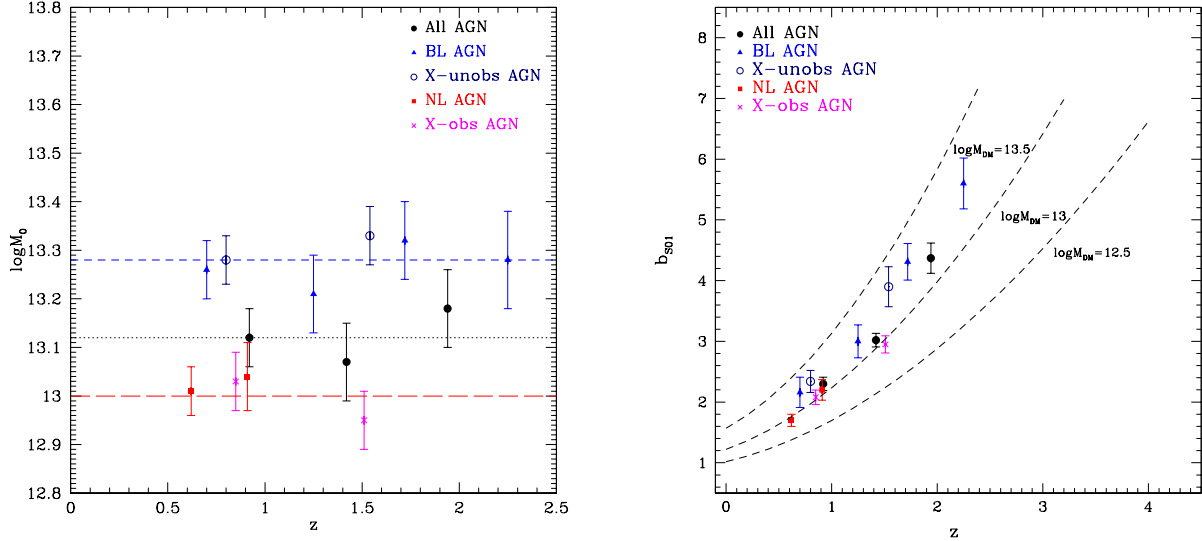 13.8
13.7
13.6
13.5
13.4
13.3
13.2
13.1
13
12.9
12.8
logM0
0
0.5
1
1.5
2
2.5
z
All AGN
BL AGN
X-unobs AGN
NL AGN
X-obs AGN
8
7
6
5
4
3
2
1
bS01
0
1
2
3
4
z
All AGN
BL AGN
X-unobs AGN
NL AGN
X-obs AGN
logMDM=13.5
logMDM=13
logMDM=12.5